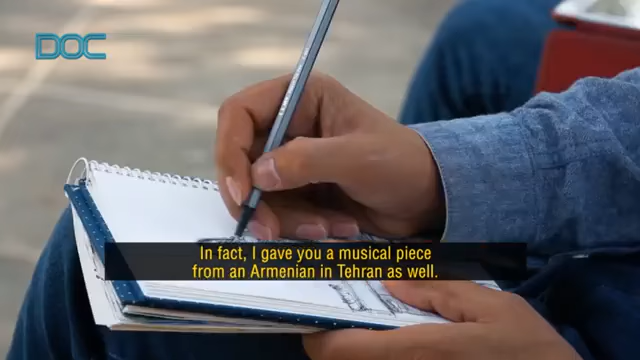 DOC
In fact, I gave you a musical piece
from an Armenian in Tehran as well.